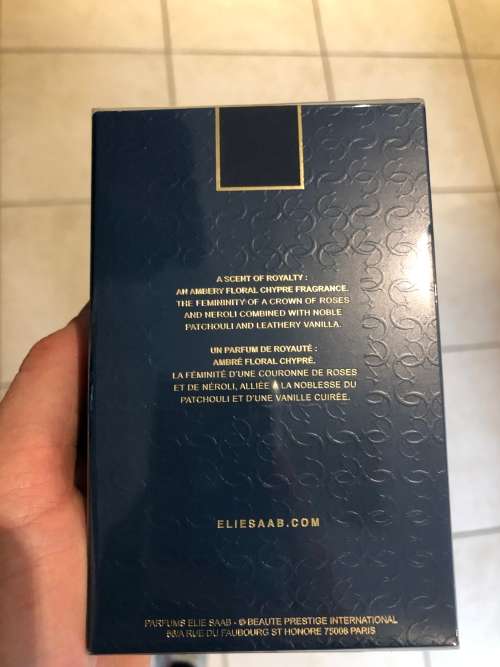 A SCENT OF ROYALTY :
AN AMBERY FLORAL CHYPRE FRAGRANCE.
THE FEMININITY OF A CROWN OF ROSES
AND NEROLI COMBINED WITH NOBLE
PATCHOULI AND LEATHERY VANILLA.
UN PARFUM DE ROYAUTÉ :
AMBRÉ FLORAL CHYPRÉ.
LA FÉMINITÉ D'UNE COURONNE DE ROSES
ET DE NÉROLI, ALLIÉE À LA NOBLESSE DU
PATCHOULI ET D'UNE VANILLE CUIRÉE.
ELIESAAB.COM
PARFUMS ELIE SAAB - © BEAUTE PRESTIGE INTERNATIONAL
56/A RUE DU FAUBOURG ST HONORE 75008 PARIS